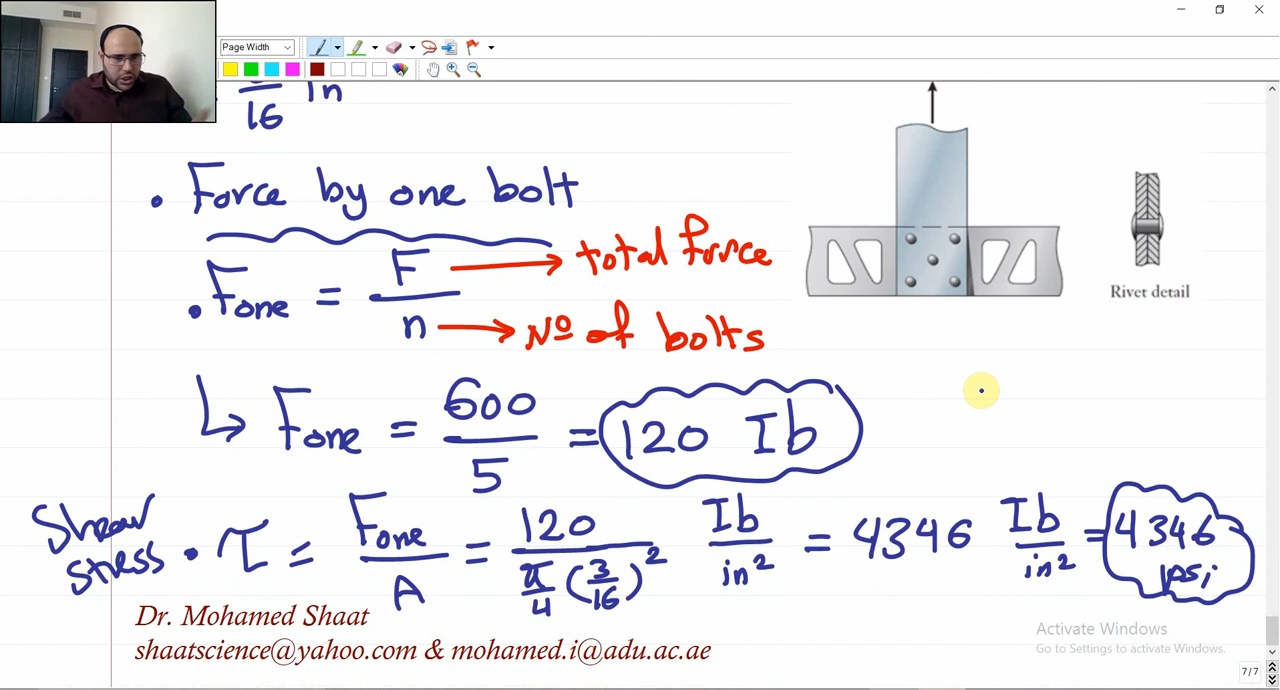 Page Width
16 in
. Force by one bolt
. Fone = F / n
→ total force
→ No of bolts
Rivet detail
↳ Fone = 600 / 5 = 120 Ib
Shear stress . τ = Fone / A = 120 / π/4 (3/16)² Ib / in² = 4346 Ib / in² = 4346 psi
Dr. Mohamed Shaat
shaatscience@yahoo.com & mohamed.i@adu.ac.ae
Activate Windows
Go to Settings to activate Windows.
7/7